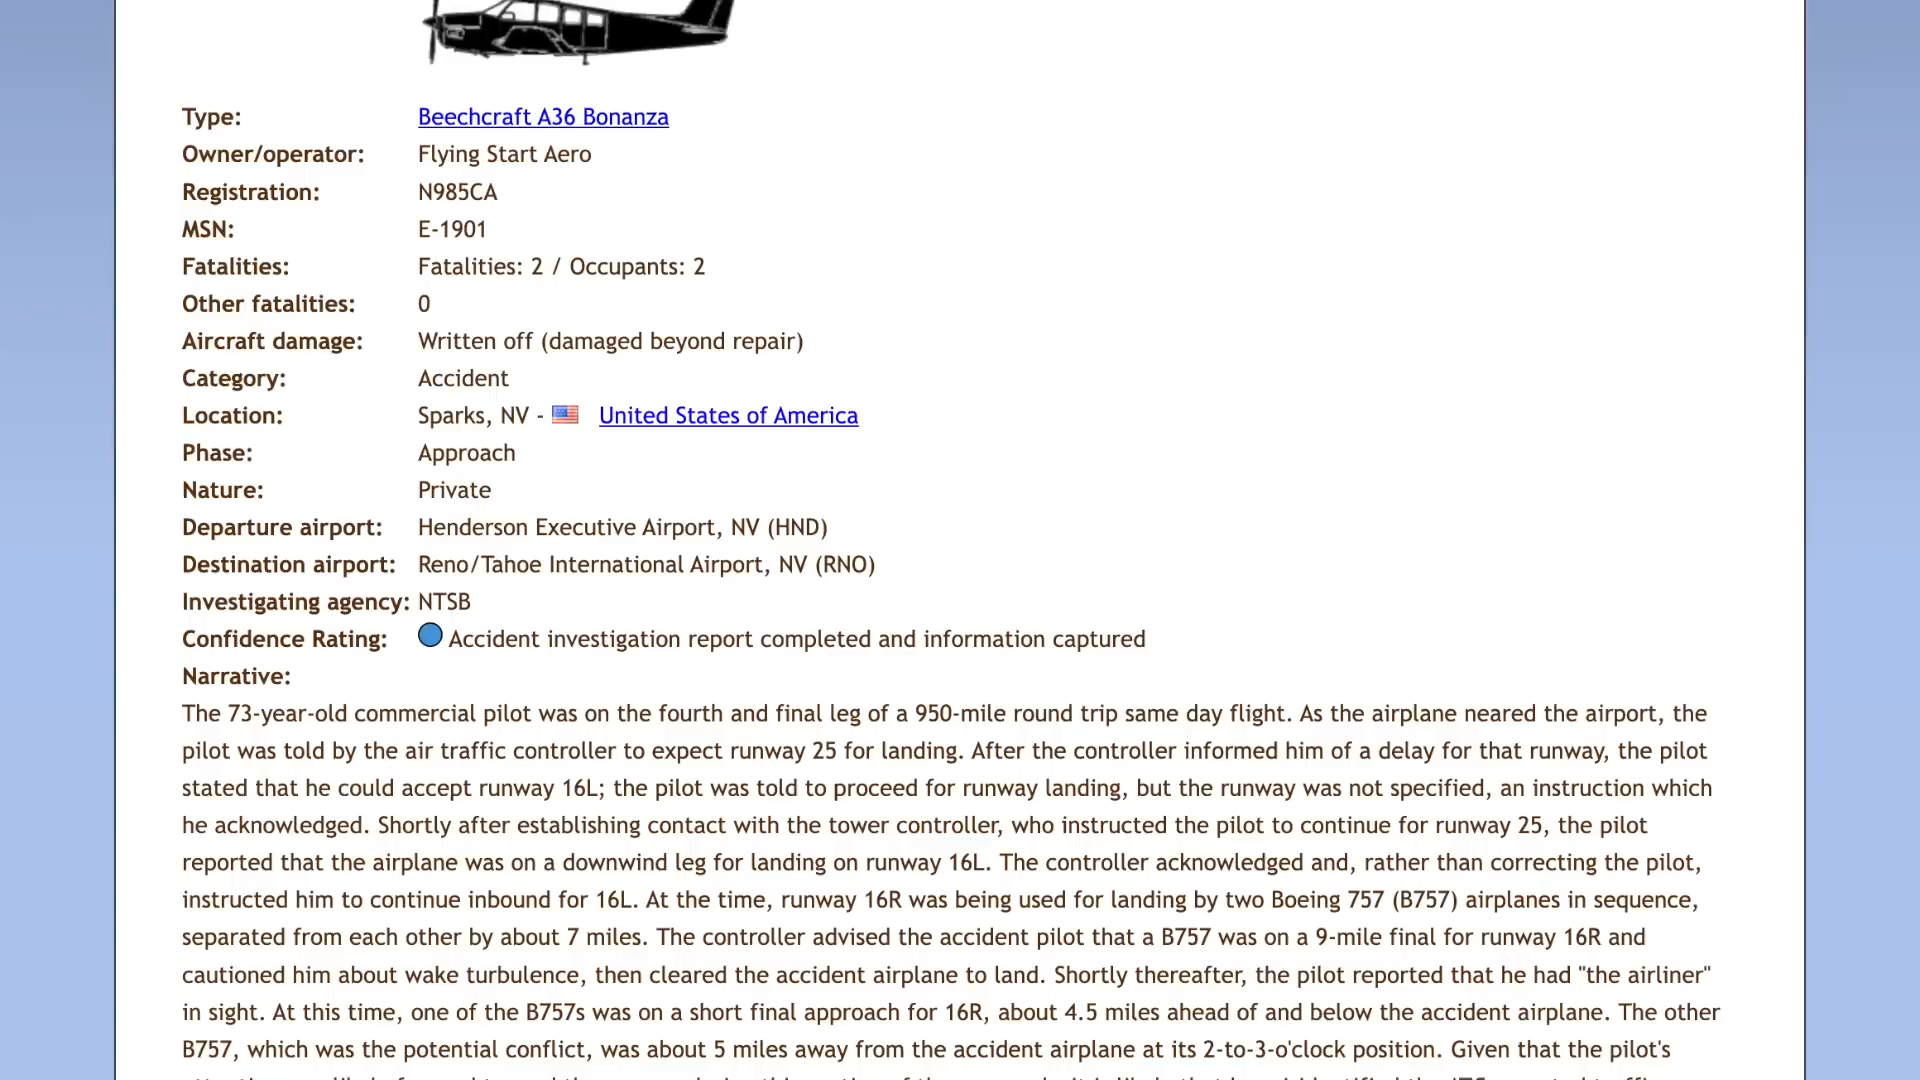 Type: Beechcraft A36 Bonanza
Owner/operator: Flying Start Aero
Registration: N985CA
MSN: E-1901
Fatalities: Fatalities: 2 / Occupants: 2
Other fatalities: 0
Aircraft damage: Written off (damaged beyond repair)
Category: Accident
Location: Sparks, NV - United States of America
Phase: Approach
Nature: Private
Departure airport: Henderson Executive Airport, NV (HND)
Destination airport: Reno/Tahoe International Airport, NV (RNO)
Investigating agency: NTSB
Confidence Rating: Accident investigation report completed and information captured
Narrative:
The 73-year-old commercial pilot was on the fourth and final leg of a 950-mile round trip same day flight. As the airplane neared the airport, the
pilot was told by the air traffic controller to expect runway 25 for landing. After the controller informed him of a delay for that runway, the pilot
stated that he could accept runway 16L; the pilot was told to proceed for runway landing, but the runway was not specified, an instruction which
he acknowledged. Shortly after establishing contact with the tower controller, who instructed the pilot to continue for runway 25, the pilot
reported that the airplane was on a downwind leg for landing on runway 16L. The controller acknowledged and, rather than correcting the pilot,
instructed him to continue inbound for 16L. At the time, runway 16R was being used for landing by two Boeing 757 (B757) airplanes in sequence,
separated from each other by about 7 miles. The controller advised the accident pilot that a B757 was on a 9-mile final for runway 16R and
cautioned him about wake turbulence, then cleared the accident airplane to land. Shortly thereafter, the pilot reported that he had "the airliner"
in sight. At this time, one of the B757s was on a short final approach for 16R, about 4.5 miles ahead of and below the accident airplane. The other
B757, which was the potential conflict, was about 5 miles away from the accident airplane at its 2-to-3-o'clock position. Given that the pilot's